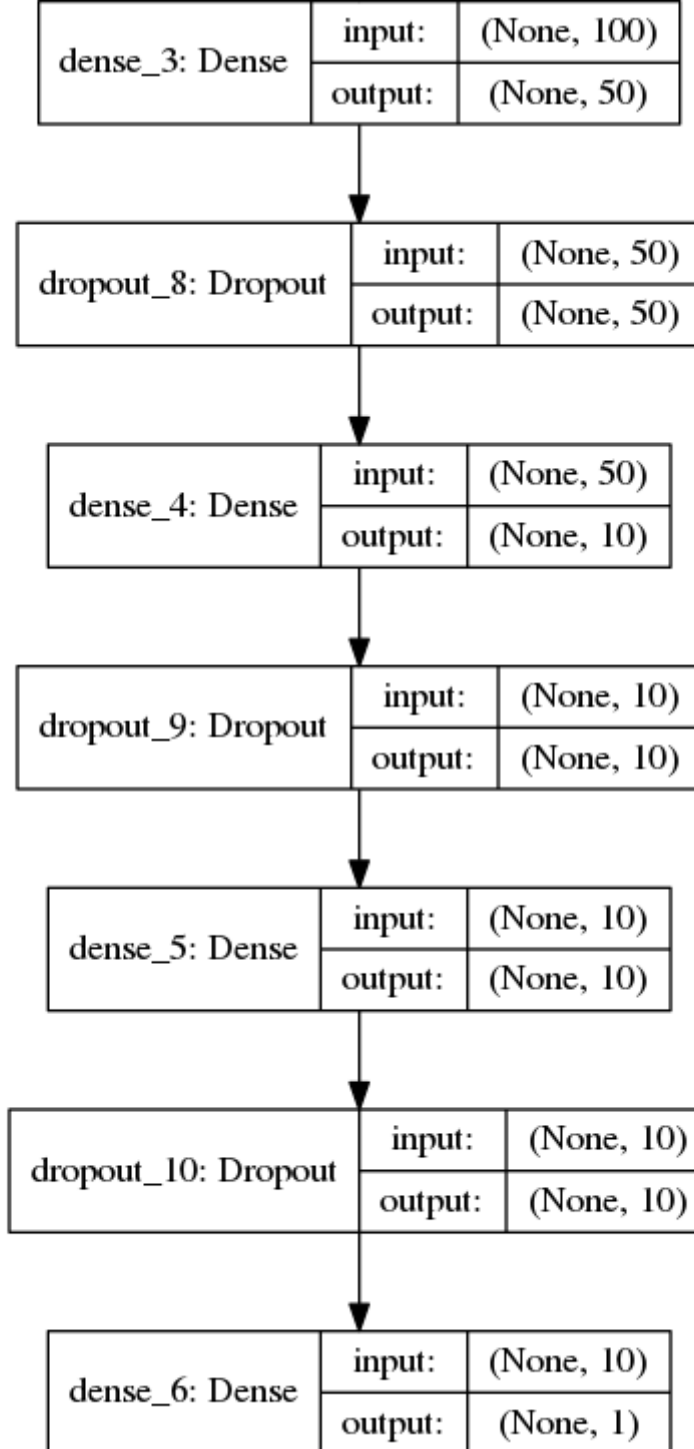 dense_3: Dense
input: (None, 100)
output: (None, 50)
dropout_8: Dropout
input: (None, 50)
output: (None, 50)
dense_4: Dense
input: (None, 50)
output: (None, 10)
dropout_9: Dropout
input: (None, 10)
output: (None, 10)
dense_5: Dense
input: (None, 10)
output: (None, 10)
dropout_10: Dropout
input: (None, 10)
output: (None, 10)
dense_6: Dense
input: (None, 10)
output: (None, 1)